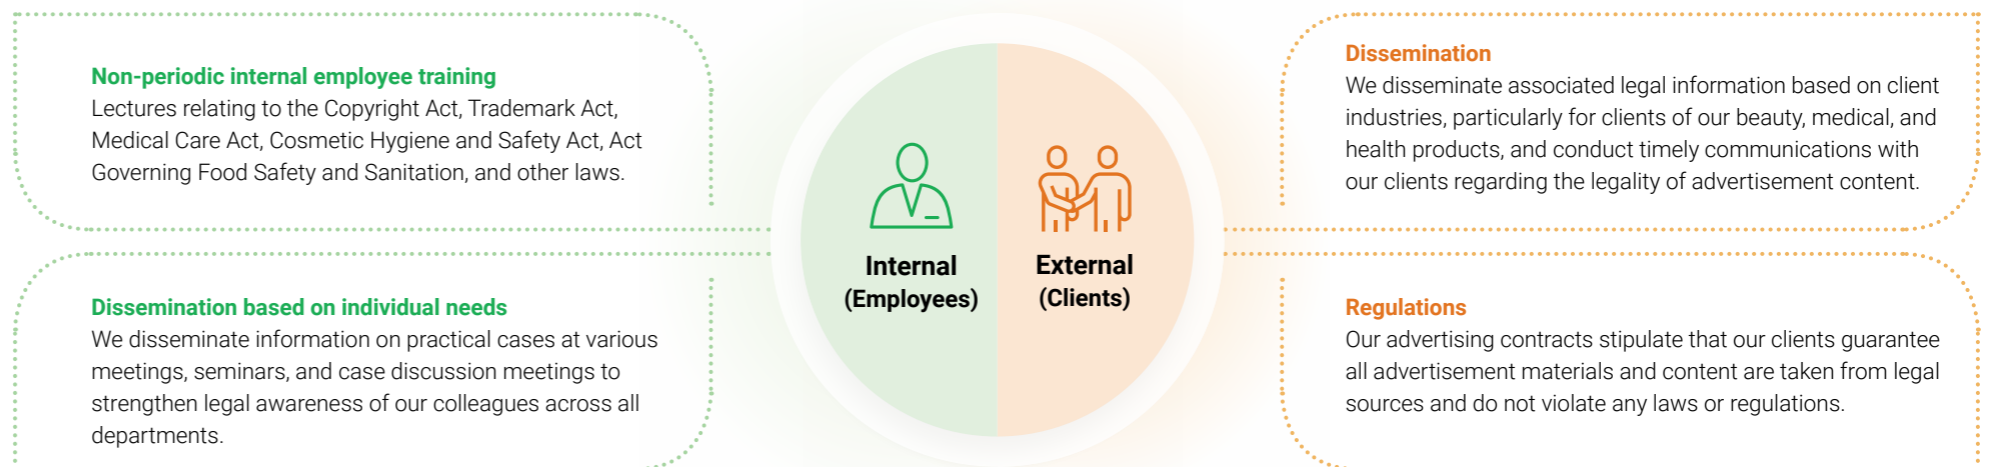 Non-periodic internal employee training
Lectures relating to the Copyright Act, Trademark Act,
Medical Care Act, Cosmetic Hygiene and Safety Act, Act
Governing Food Safety and Sanitation, and other laws.
Dissemination based on individual needs
We disseminate information on practical cases at various
meetings, seminars, and case discussion meetings to
strengthen legal awareness of our colleagues across all
departments.
Internal
(Employees)
External
(Clients)
Dissemination
We disseminate associated legal information based on client
industries, particularly for clients of our beauty, medical, and
health products, and conduct timely communications with
our clients regarding the legality of advertisement content.
Regulations
Our advertising contracts stipulate that our clients guarantee
all advertisement materials and content are taken from legal
sources and do not violate any laws or regulations.